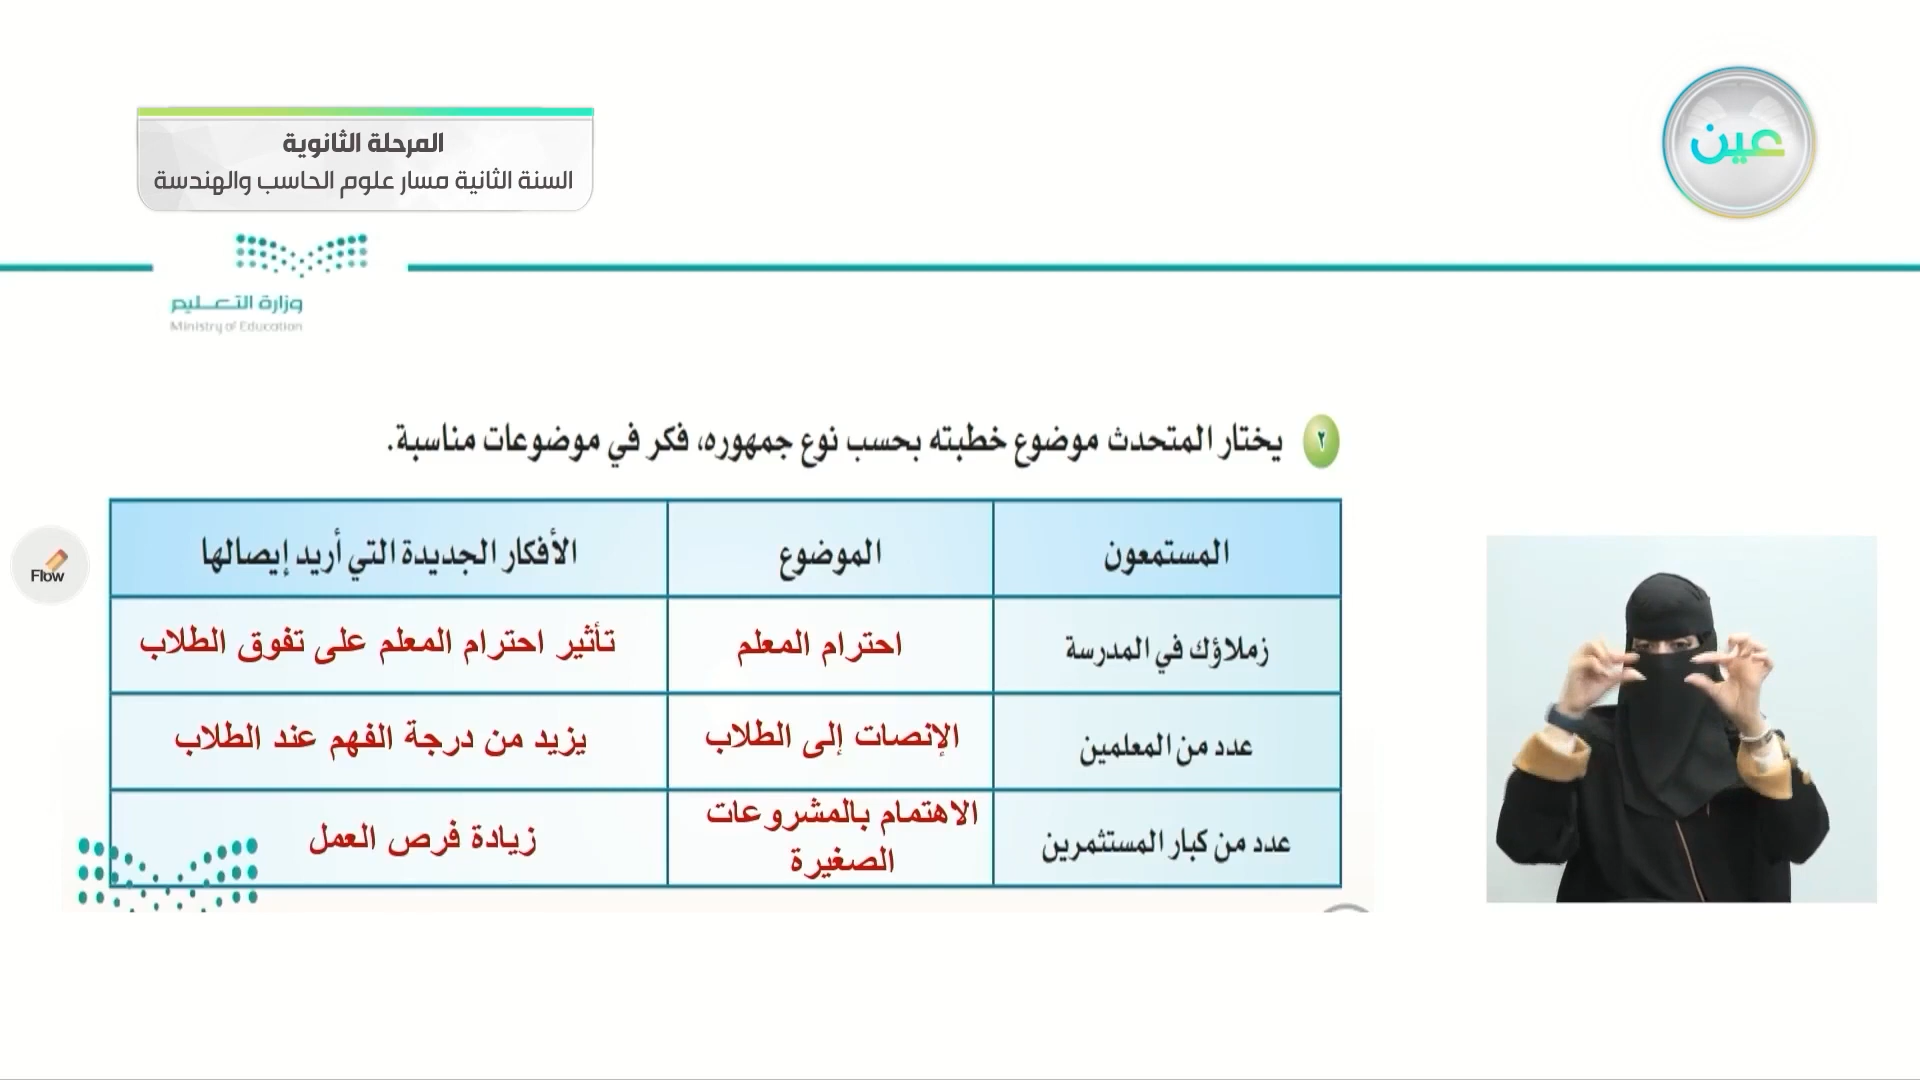 المرحلة الثانوية
السنة الثانية مسار علوم الحاسب والهندسة
عين
وزارة التعليم
Ministry of Education
٢ يختار المتحدث موضوع خطبته بحسب نوع جمهوره، فكر في موضوعات مناسبة.
المستمعون الموضوع الأفكار الجديدة التي أريد إيصالها
زملاؤك في المدرسة احترام المعلم تأثير احترام المعلم على تفوق الطلاب
عدد من المعلمين الإنصات إلى الطلاب يزيد من درجة الفهم عند الطلاب
عدد من كبار المستثمرين الاهتمام بالمشروعات الصغيرة زيادة فرص العمل
Flow